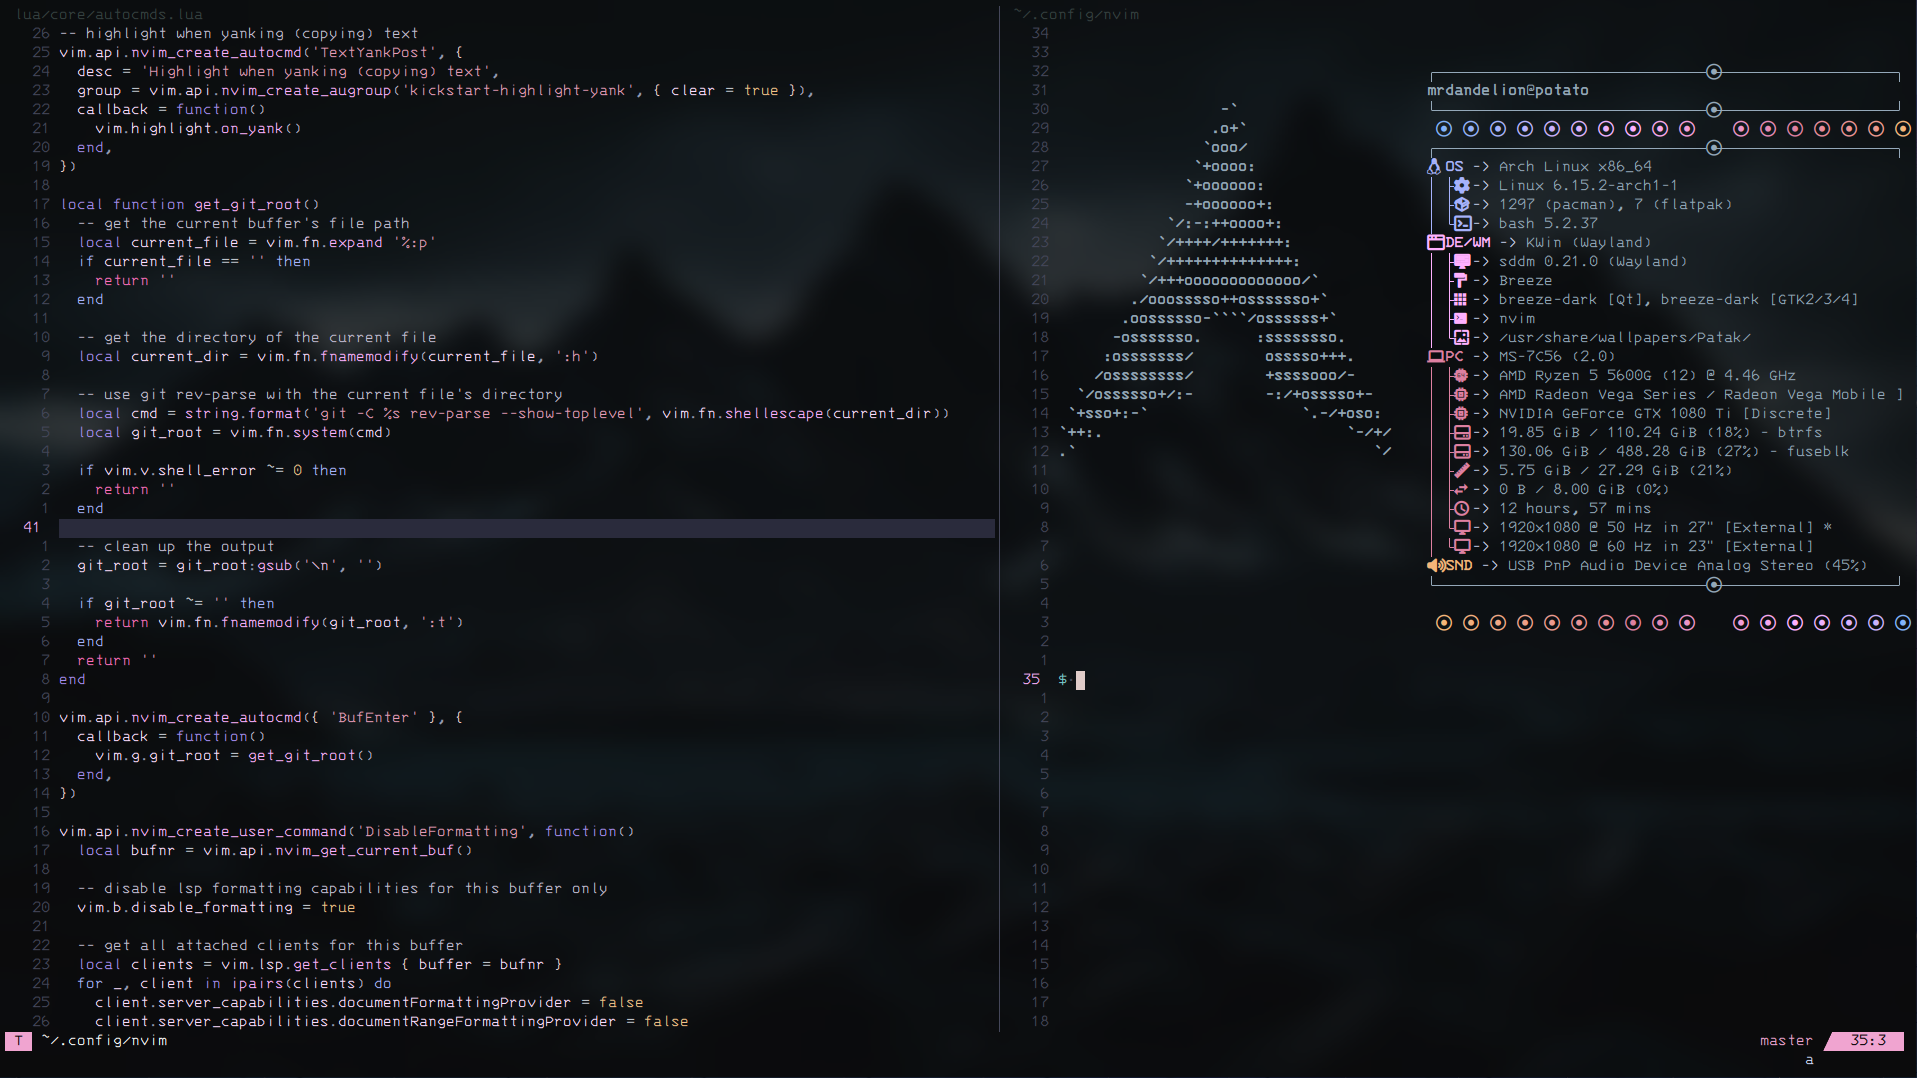 lua/core/autocmds.lua
26 -- highlight when yanking (copying) text
25 vim.api.nvim_create_autocmd('TextYankPost', {
24   desc = 'Highlight when yanking (copying) text',
23   group = vim.api.nvim_create_augroup('kickstart-highlight-yank', { clear = true }),
22   callback = function()
21     vim.highlight.on_yank()
20   end,
19 })
18
17 local function get_git_root()
16   -- get the current buffer's file path
15   local current_file = vim.fn.expand '%:p'
14   if current_file == '' then
13     return ''
12   end
11
10   -- get the directory of the current file
9   local current_dir = vim.fn.fnamemodify(current_file, ':h')
8
7   -- use git rev-parse with the current file's directory
6   local cmd = string.format('git -C %s rev-parse --show-toplevel', vim.fn.shellescape(current_dir))
5   local git_root = vim.fn.system(cmd)
4
3   if vim.v.shell_error ~= 0 then
2     return ''
1   end
41
1   -- clean up the output
2   git_root = git_root:gsub('\n', '')
3
4   if git_root ~= '' then
5     return vim.fn.fnamemodify(git_root, ':t')
6   end
7   return ''
8 end
9
10 vim.api.nvim_create_autocmd({ 'BufEnter' }, {
11   callback = function()
12     vim.g.git_root = get_git_root()
13   end,
14 })
15
16 vim.api.nvim_create_user_command('DisableFormatting', function()
17   local bufnr = vim.api.nvim_get_current_buf()
18
19   -- disable lsp formatting capabilities for this buffer only
20   vim.b.disable_formatting = true
21
22   -- get all attached clients for this buffer
23   local clients = vim.lsp.get_clients { buffer = bufnr }
24   for _, client in ipairs(clients) do
25     client.server_capabilities.documentFormattingProvider = false
26     client.server_capabilities.documentRangeFormattingProvider = false
~/.config/nvim
34
33
32
31 mrdandelion@potato
30 -`
29 .o+`
28 `ooo/
27 `+oooo: OS -> Arch Linux x86_64
26 `+oooooo: -> Linux 6.15.2-arch1-1
25 -+oooooo+: -> 1297 (pacman), 7 (flatpak)
24 `/:-:++oooo+: -> bash 5.2.37
23 `/++++/+++++++: DE/WM -> KWin (Wayland)
22 `/++++++++++++++: -> sddm 0.21.0 (Wayland)
21 `/+++ooooooooooooo/` -> Breeze
20 ./ooosssso++osssssso+` -> breeze-dark [Qt], breeze-dark [GTK2/3/4]
19 .oossssso-````/ossssss+` -> nvim
18 -osssssso. :ssssssso. -> /usr/share/wallpapers/Patak/
17 :osssssss/ osssso+++. PC -> MS-7C56 (2.0)
16 /ossssssss/ +ssssooo/- -> AMD Ryzen 5 5600G (12) @ 4.46 GHz
15 `/ossssso+/:- -:/+osssso+- -> AMD Radeon Vega Series / Radeon Vega Mobile ]
14 `+sso+:-` `.-/+oso: -> NVIDIA GeForce GTX 1080 Ti [Discrete]
13 `++:. `-/+/ -> 19.85 GiB / 110.24 GiB (18%) - btrfs
12 .` `/ -> 130.06 GiB / 488.28 GiB (27%) - fuseblk
11 -> 5.75 GiB / 27.29 GiB (21%)
10 -> 0 B / 8.00 GiB (0%)
9 -> 12 hours, 57 mins
8 -> 1920x1080 @ 50 Hz in 27" [External] *
7 -> 1920x1080 @ 60 Hz in 23" [External]
6 SND -> USB PnP Audio Device Analog Stereo (45%)
5
4
3
2
1
35 $
1
2
3
4
5
6
7
8
9
10
11
12
13
14
15
16
17
18
T ~/.config/nvim master 35:3
a